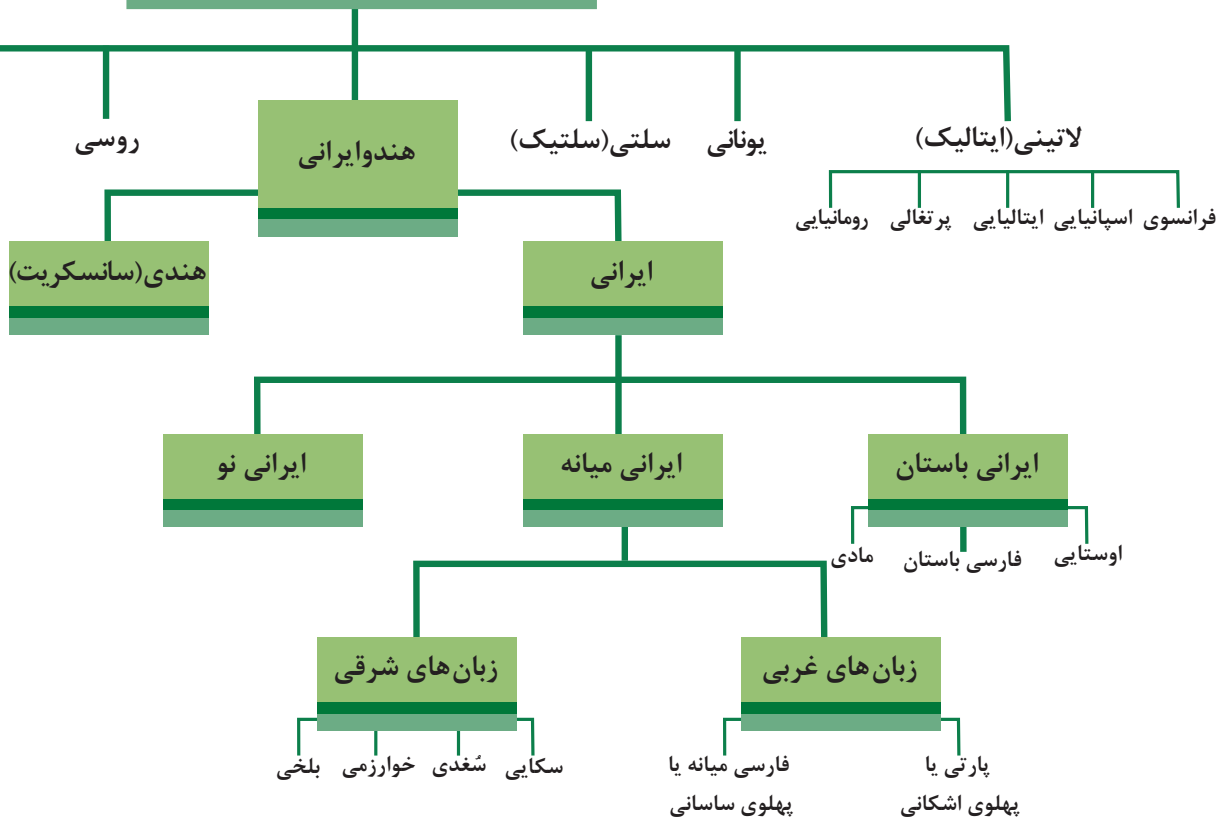 لاتینی(ایتالیک)
یونانی
سلتی(سلتیک)
هندوایرانی
روسی
فرانسوی
اسپانیایی
ایتالیایی
پرتغالی
رومانیایی
ایرانی
هندی(سانسکریت)
ایرانی باستان
ایرانی میانه
ایرانی نو
اوستایی
فارسی باستان
مادی
زبان‌های غربی
زبان‌های شرقی
پارتی یا
پهلوی اشکانی
فارسی میانه یا
پهلوی ساسانی
سکایی
سُغدی
خوارزمی
بلخی